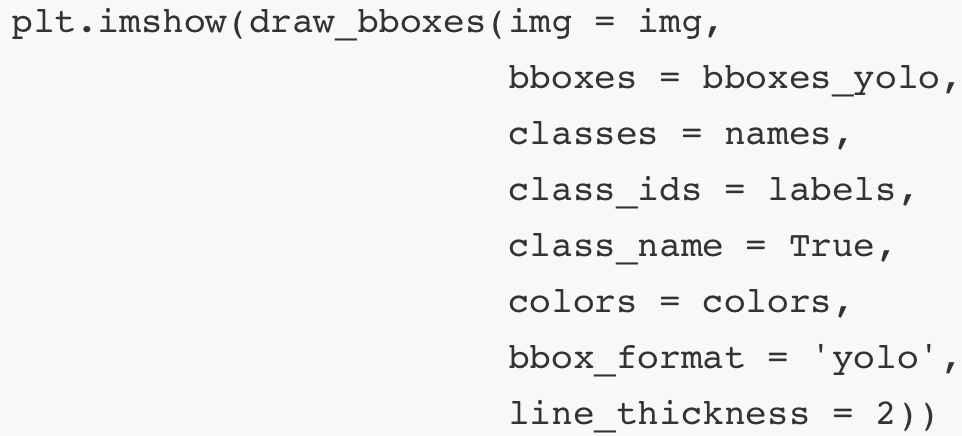 plt.imshow(draw_bboxes(img = img,
                       bboxes = bboxes_yolo,
                       classes = names,
                       class_ids = labels,
                       class_name = True,
                       colors = colors,
                       bbox_format = 'yolo',
                       line_thickness = 2))